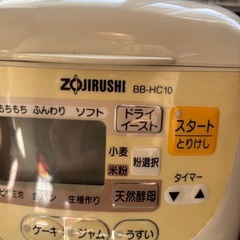 ZOJIRUSHI
BB-HC10
もちもち ふんわり ソフト
ドライイースト
スタート
とりけし
小麦
米粉
粉選択
タイマー
生種作り
天然酵母
ケーキ
ジャム
うすい